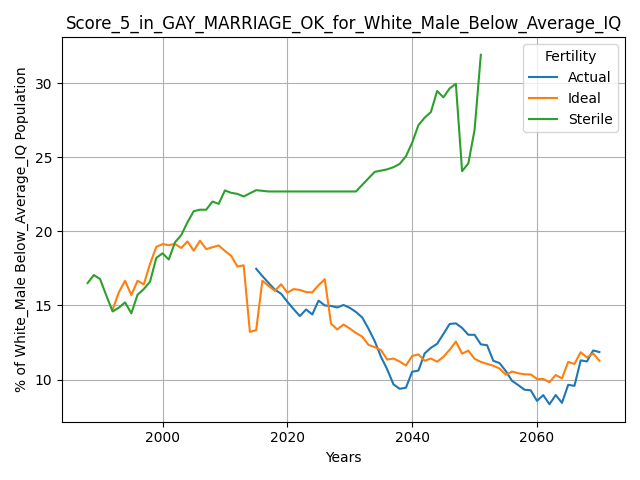 Score_5_in_GAY_MARRIAGE_OK_for_White_Male_Below_Average_IQ
% of White_Male Below_Average_IQ Population
30
25
20
15
10
2000
2020
2040
2060
Years
Fertility
Actual
Ideal
Sterile